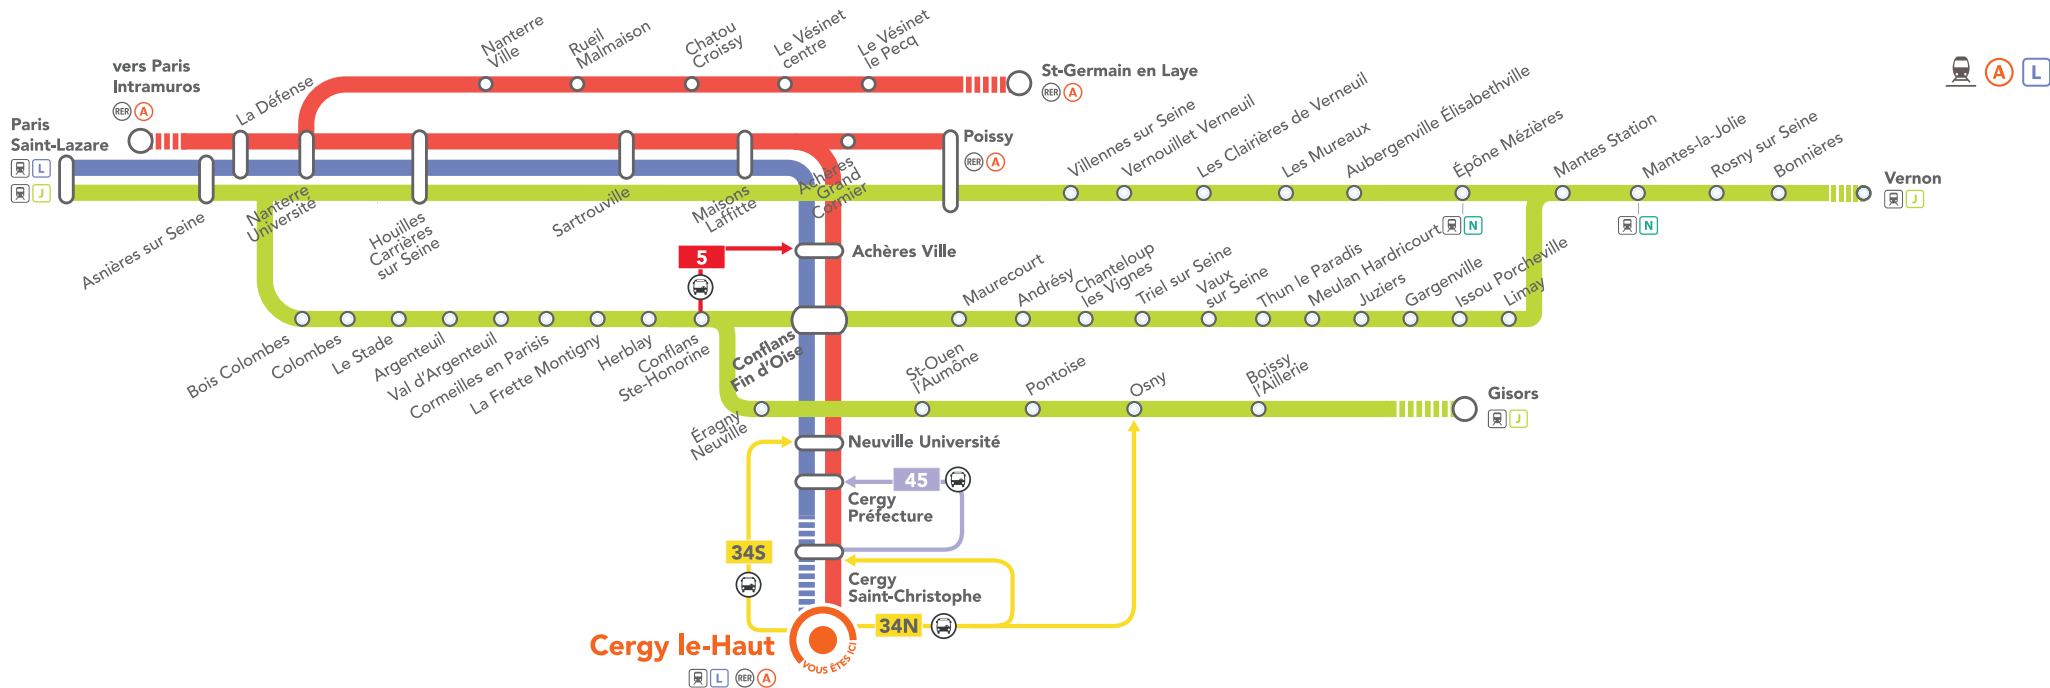 vers Paris
Intramuros
RER A
Paris
Saint-Lazare
L
J
La Défense
Nanterre
Ville
Rueil
Malmaison
Chatou
Croissy
Le Vésinet
centre
Le Vésinet
le Pecq
St-Germain en Laye
RER A
A L
Poissy
RER A
Asnières sur Seine
Nanterre
Université
Houilles
Carrières
sur Seine
Sartrouville
Maisons
Laffitte
Achères
Grand
Cormier
Villennes sur Seine
Vernouillet Verneuil
Les Clairières de Verneuil
Les Mureaux
Aubergenville Élisabethville
Épône Mézières
N
Mantes Station
Mantes-la-Jolie
N
Rosny sur Seine
Bonnières
Vernon
J
5
Achères Ville
Bois Colombes
Colombes
Le Stade
Argenteuil
Val d'Argenteuil
Cormeilles en Parisis
La Frette Montigny
Herblay
Conflans
Ste-Honorine
Conflans
Fin d'Oise
Maurecourt
Andrésy
Chanteloup
les Vignes
Triel sur Seine
Vaux
sur Seine
Thun le Paradis
Meulan Hardricourt
Juziers
Gargenville
Issou Porcheville
Limay
Éragny
Neuville
St-Ouen
l'Aumône
Pontoise
Osny
Boissy
l'Aillerie
Gisors
J
Neuville Université
45
Cergy
Préfecture
34S
Cergy
Saint-Christophe
34N
Cergy le-Haut
VOUS ÊTES ICI
L RER A